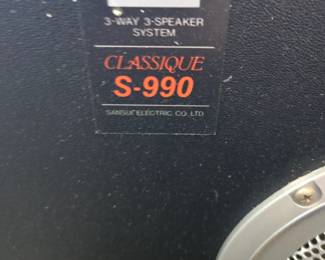 3-WAY 3-SPEAKER
SYSTEM
CLASSIQUE
S-990
SANSUI ELECTRIC CO. LTD